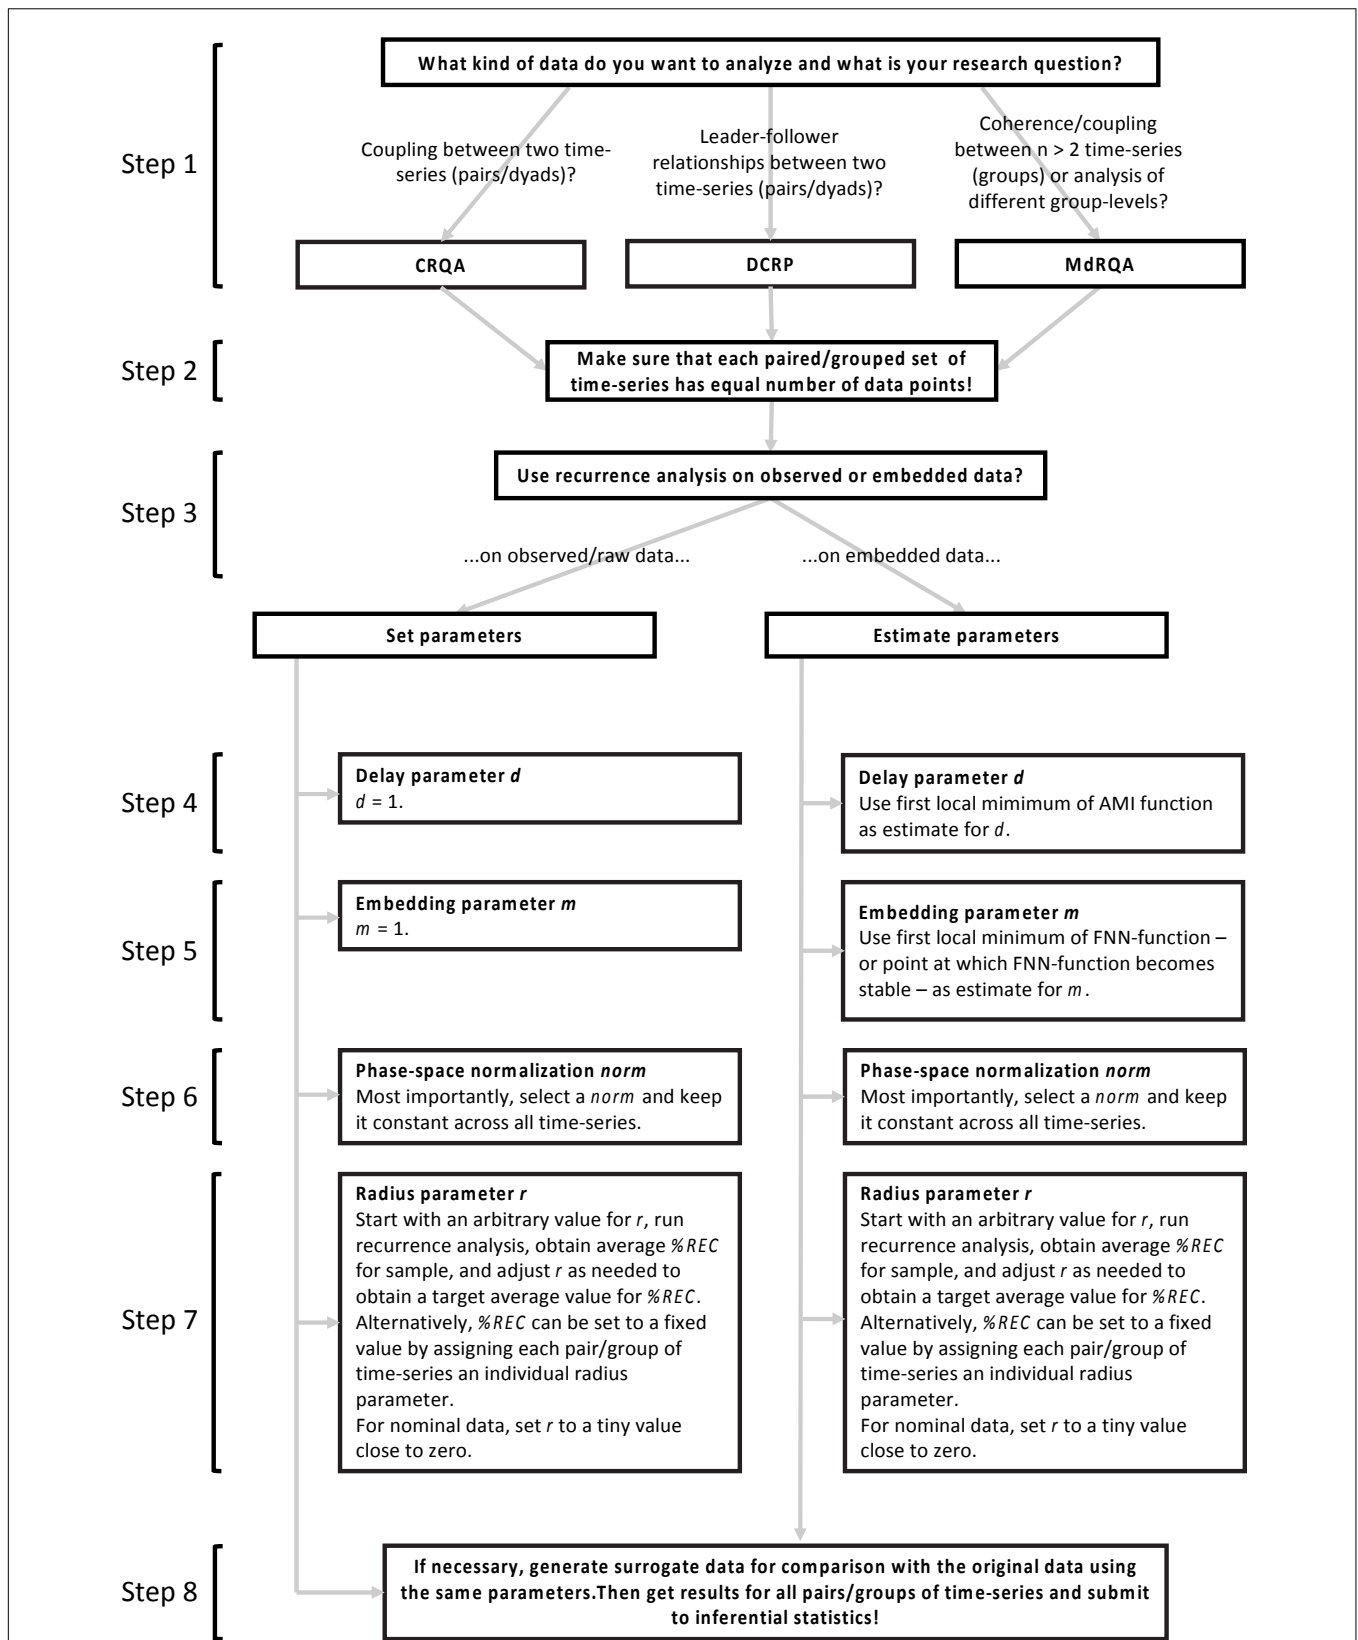 What kind of data do you want to analyze and what is your research question?
Step 1
Coupling between two time-
series (pairs/dyads)?
Leader-follower
relationships between two
time-series (pairs/dyads)?
Coherence/coupling
between n > 2 time-series
(groups) or analysis of
different group-levels?
CRQA
DCRP
MdRQA
Step 2
Make sure that each paired/grouped set of
time-series has equal number of data points!
Step 3
Use recurrence analysis on observed or embedded data?
...on observed/raw data...
...on embedded data...
Set parameters
Estimate parameters
Step 4
Delay parameter d
d = 1.
Delay parameter d
Use first local mimimum of AMI function
as estimate for d.
Step 5
Embedding parameter m
m = 1.
Embedding parameter m
Use first local minimum of FNN-function –
or point at which FNN-function becomes
stable – as estimate for m.
Step 6
Phase-space normalization norm
Most importantly, select a norm and keep
it constant across all time-series.
Phase-space normalization norm
Most importantly, select a norm and keep
it constant across all time-series.
Step 7
Radius parameter r
Start with an arbitrary value for r, run
recurrence analysis, obtain average %REC
for sample, and adjust r as needed to
obtain a target average value for %REC.
Alternatively, %REC can be set to a fixed
value by assigning each pair/group of
time-series an individual radius
parameter.
For nominal data, set r to a tiny value
close to zero.
Radius parameter r
Start with an arbitrary value for r, run
recurrence analysis, obtain average %REC
for sample, and adjust r as needed to
obtain a target average value for %REC.
Alternatively, %REC can be set to a fixed
value by assigning each pair/group of
time-series an individual radius
parameter.
For nominal data, set r to a tiny value
close to zero.
Step 8
If necessary, generate surrogate data for comparison with the original data using
the same parameters.Then get results for all pairs/groups of time-series and submit
to inferential statistics!